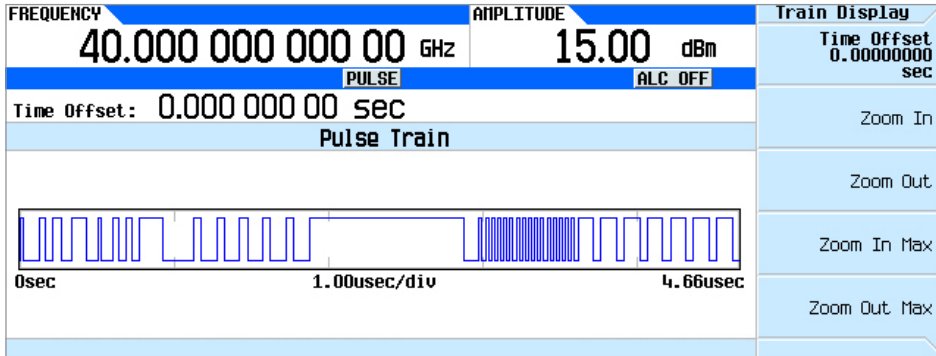 FREQUENCY
40.000 000 000 00 GHz
AMPLITUDE
15.00 dBm
PULSE
ALC OFF
Time Offset: 0.000 000 00 sec
Pulse Train
0sec
1.00usec/div
4.66usec
Train Display
Time Offset
0.00000000
sec
Zoom In
Zoom Out
Zoom In Max
Zoom Out Max